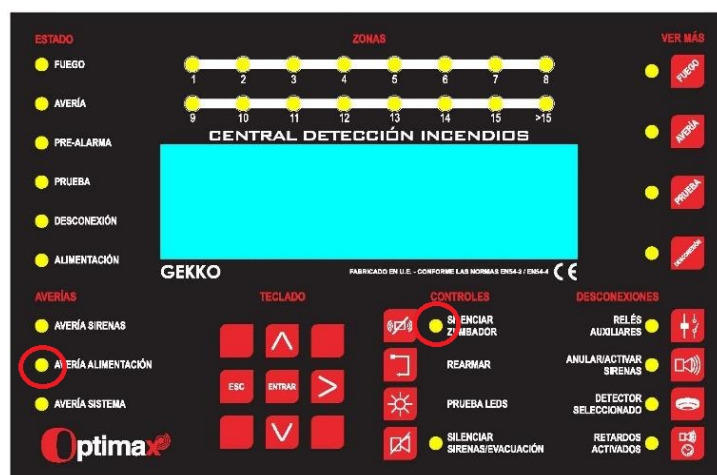 ESTADO
FUEGO
AVERÍA
PRE-ALARMA
PRUEBA
DESCONEXIÓN
ALIMENTACIÓN
ZONAS
1 2 3 4 5 6 7 8
9 10 11 12 13 14 15 >15
CENTRAL DETECCIÓN INCENDIOS
GEKKO
FABRICADO EN U.E. - CONFORME LAS NORMAS EN54-2 / EN54-4 CE
VER MÁS
FUEGO
AVERÍA
PRUEBA
DESCONEXIÓN
AVERÍAS
AVERÍA SIRENAS
AVERÍA ALIMENTACIÓN
AVERÍA SISTEMA
Optimax
TECLADO
ESC
ENTRAR
CONTROLES
SILENCIAR
ZUMBADOR
REARMAR
PRUEBA LEDS
SILENCIAR
SIRENAS/EVACUACIÓN
DESCONEXIONES
RELÉS
AUXILIARES
ANULAR/ACTIVAR
SIRENAS
DETECTOR
SELECCIONADO
RETARDOS
ACTIVADOS